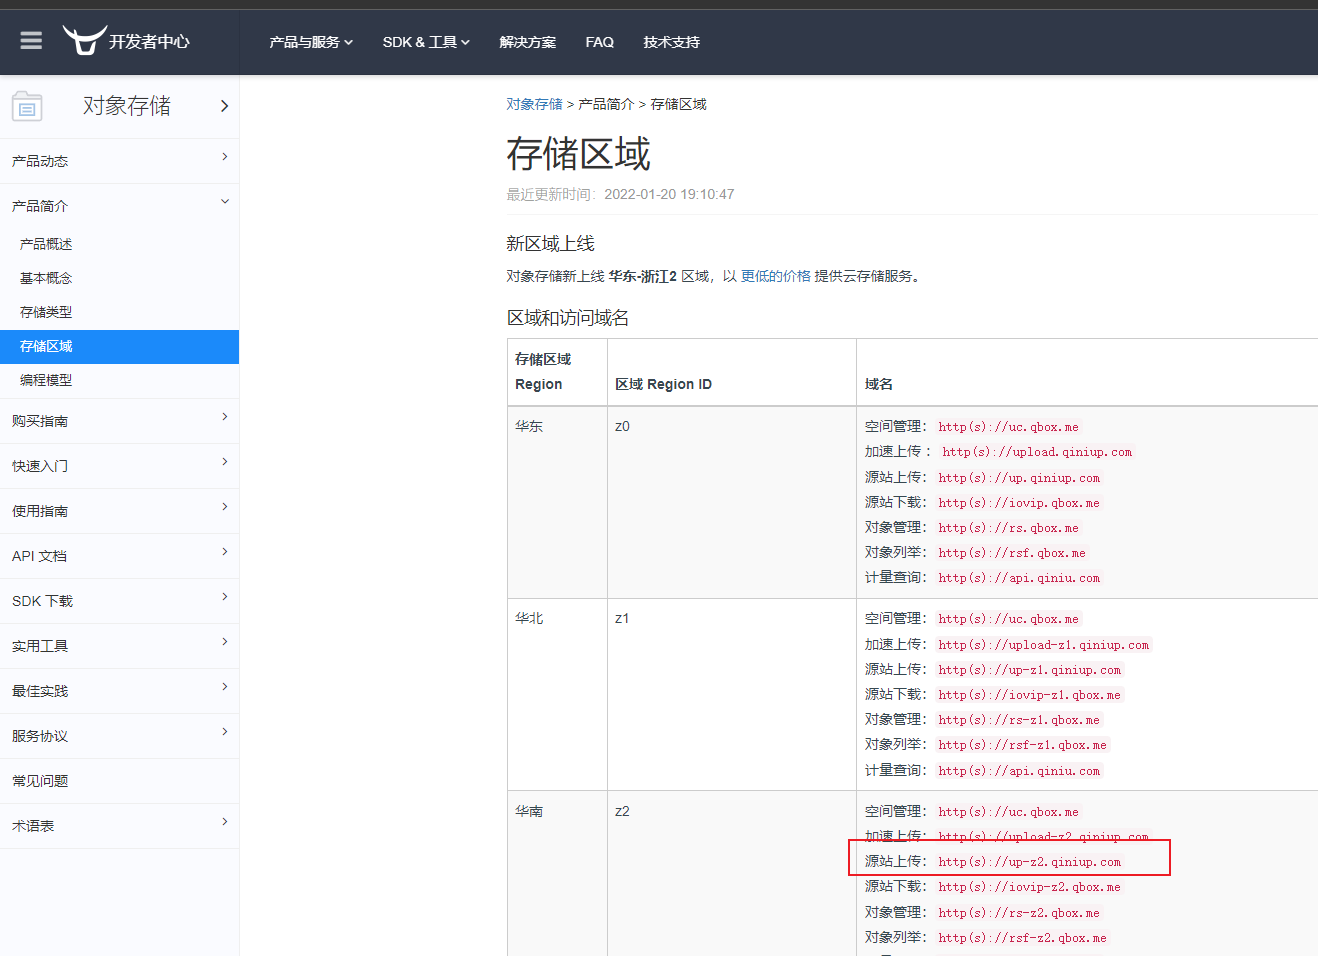 开发者中心
产品与服务
SDK & 工具
解决方案
FAQ
技术支持
对象存储
产品动态
产品简介
产品概述
基本概念
存储类型
存储区域
编程模型
购买指南
快速入门
使用指南
API 文档
SDK 下载
实用工具
最佳实践
服务协议
常见问题
术语表
对象存储 > 产品简介 > 存储区域
存储区域
最近更新时间：2022-01-20 19:10:47
新区域上线
对象存储新上线 华东-浙江2 区域，以 更低的价格 提供云存储服务。
区域和访问域名
存储区域 Region
区域 Region ID
域名
华东
z0
空间管理： http(s)://uc.qbox.me
加速上传 ： http(s)://upload.qiniup.com
源站上传： http(s)://up.qiniup.com
源站下载： http(s)://iovip.qbox.me
对象管理： http(s)://rs.qbox.me
对象列举： http(s)://rsf.qbox.me
计量查询： http(s)://api.qiniu.com
华北
z1
空间管理： http(s)://uc.qbox.me
加速上传： http(s)://upload-z1.qiniup.com
源站上传： http(s)://up-z1.qiniup.com
源站下载： http(s)://iovip-z1.qbox.me
对象管理： http(s)://rs-z1.qbox.me
对象列举： http(s)://rsf-z1.qbox.me
计量查询： http(s)://api.qiniu.com
华南
z2
空间管理： http(s)://uc.qbox.me
加速上传： http(s)://upload-z2.qiniup.com
源站上传： http(s)://up-z2.qiniup.com
源站下载： http(s)://iovip-z2.qbox.me
对象管理： http(s)://rs-z2.qbox.me
对象列举： http(s)://rsf-z2.qbox.me